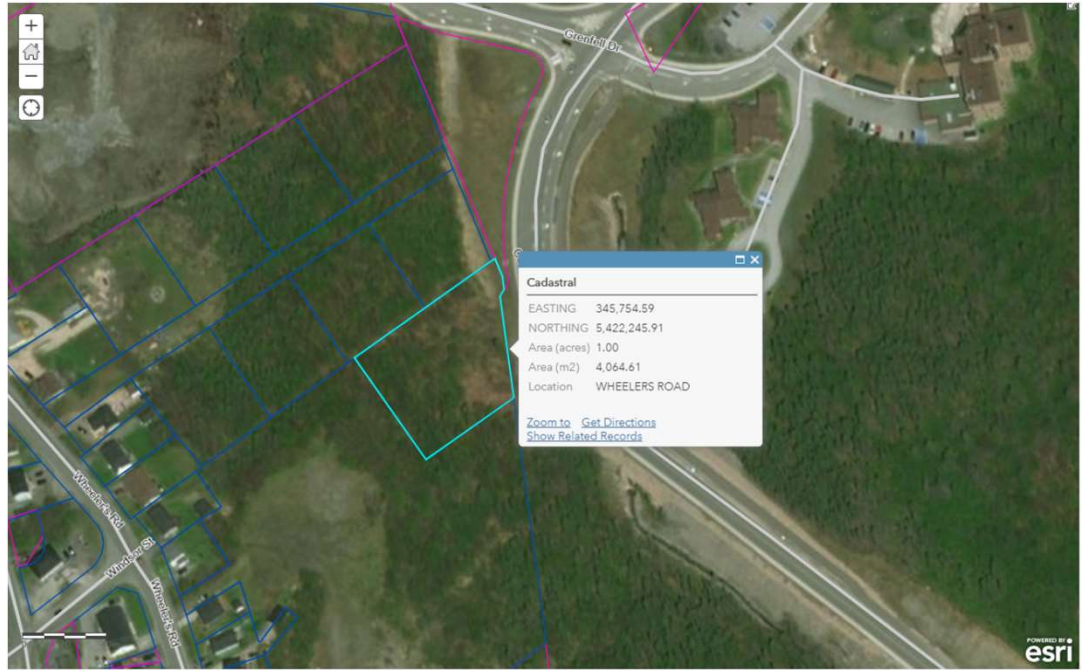 +
Grenfell Dr
−
Cadastral
EASTING 345,754.59
NORTHING 5,422,245.91
Area (acres) 1.00
Area (m2) 4,064.61
Location WHEELERS ROAD
Zoom to Get Directions
Show Related Records
Wheeler's Rd
Windsor St
Wheeler's Rd
POWERED BY
esri